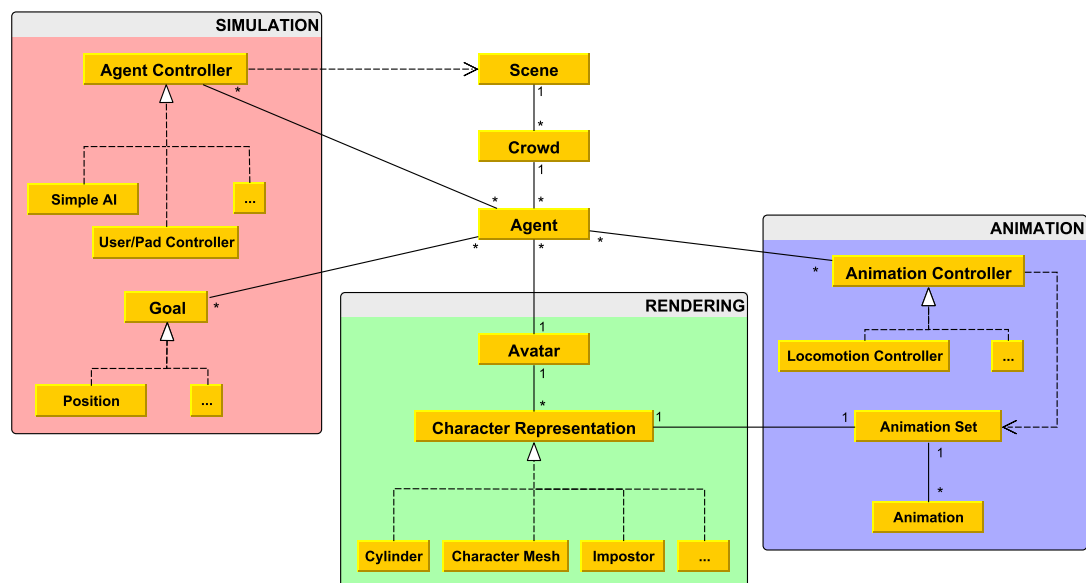 SIMULATION
Agent Controller
*
Scene
1
*
Crowd
1
Simple AI
...
*
*
Agent
User/Pad Controller
*
*
*
ANIMATION
*
Animation Controller
Goal
*
RENDERING
1
Avatar
1
Locomotion Controller
...
Position
...
*
Character Representation
1
1
Animation Set
1
*
Animation
Cylinder
Character Mesh
Impostor
...